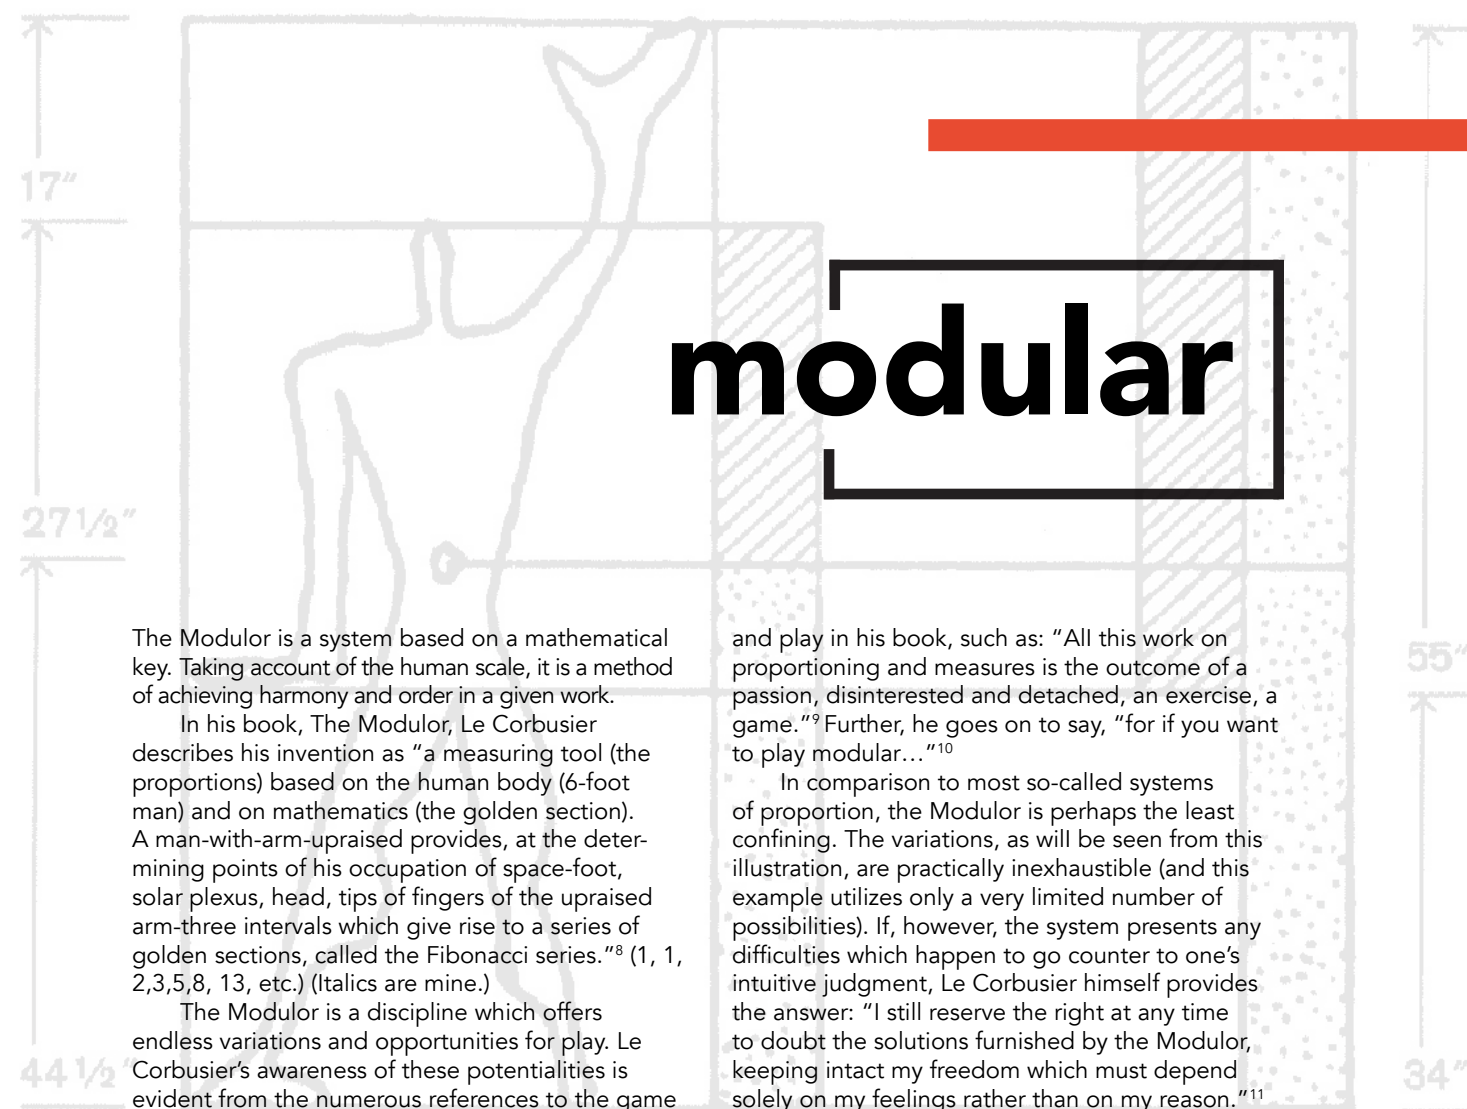 17"
27 1/2"
44 1/2"
55"
34"
modular
The Modulor is a system based on a mathematical
key. Taking account of the human scale, it is a method
of achieving harmony and order in a given work.
In his book, The Modulor, Le Corbusier
describes his invention as “a measuring tool (the
proportions) based on the human body (6-foot
man) and on mathematics (the golden section).
A man-with-arm-upraised provides, at the deter-
mining points of his occupation of space-foot,
solar plexus, head, tips of fingers of the upraised
arm-three intervals which give rise to a series of
golden sections, called the Fibonacci series.”8 (1, 1,
2,3,5,8, 13, etc.) (Italics are mine.)
The Modulor is a discipline which offers
endless variations and opportunities for play. Le
Corbusier’s awareness of these potentialities is
evident from the numerous references to the game
and play in his book, such as: “All this work on
proportioning and measures is the outcome of a
passion, disinterested and detached, an exercise, a
game.”9 Further, he goes on to say, “for if you want
to play modular…”10
In comparison to most so-called systems
of proportion, the Modulor is perhaps the least
confining. The variations, as will be seen from this
illustration, are practically inexhaustible (and this
example utilizes only a very limited number of
possibilities). If, however, the system presents any
difficulties which happen to go counter to one’s
intuitive judgment, Le Corbusier himself provides
the answer: “I still reserve the right at any time
to doubt the solutions furnished by the Modulor,
keeping intact my freedom which must depend
solely on my feelings rather than on my reason.”11